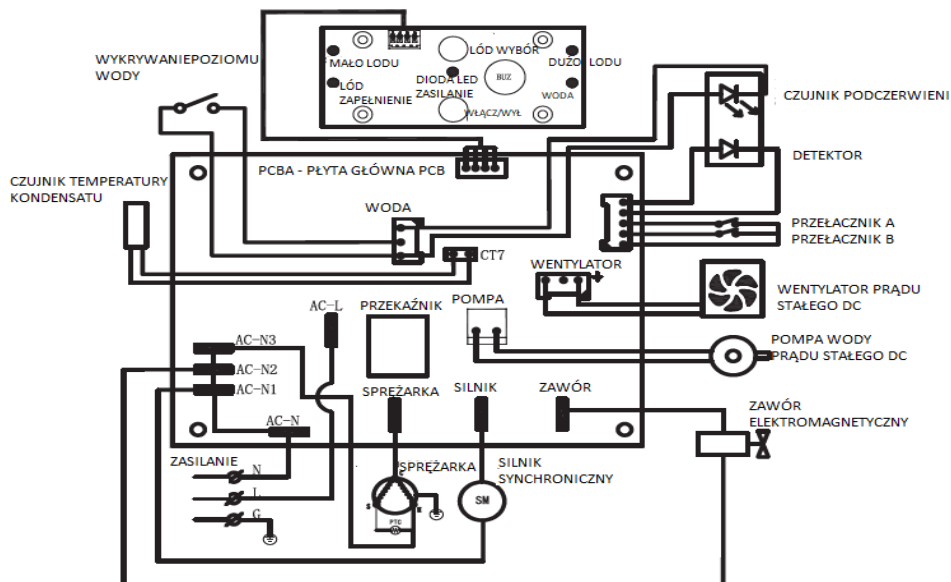 WYKRYWANIEPOZIOMU
WODY
MAŁO LODU
LÓD
ZAPEŁNIENIE
LÓD WYBÓR
DIODA LED
ZASILANIE
BUZ
DUŻO LODU
WODA
WŁĄCZ/WYŁ
CZUJNIK PODCZERWIENI
DETEKTOR
PRZEŁACZNIK A
PRZEŁACZNIK B
PCBA - PŁYTA GŁÓWNA PCB
CZUJNIK TEMPERATURY
KONDENSATU
WODA
CT7
WENTYLATOR
WENTYLATOR PRĄDU
STAŁEGO DC
AC-L
PRZEKAŹNIK
POMPA
POMPA WODY
PRĄDU STAŁEGO DC
AC-N3
AC-N2
AC-N1
AC-N
SPRĘŻARKA
SILNIK
ZAWÓR
ZAWÓR
ELEKTROMAGNETYCZNY
ZASILANIE
N
L
G
SPRĘŻARKA
C
S
R
PTC
SILNIK
SYNCHRONICZNY
SM